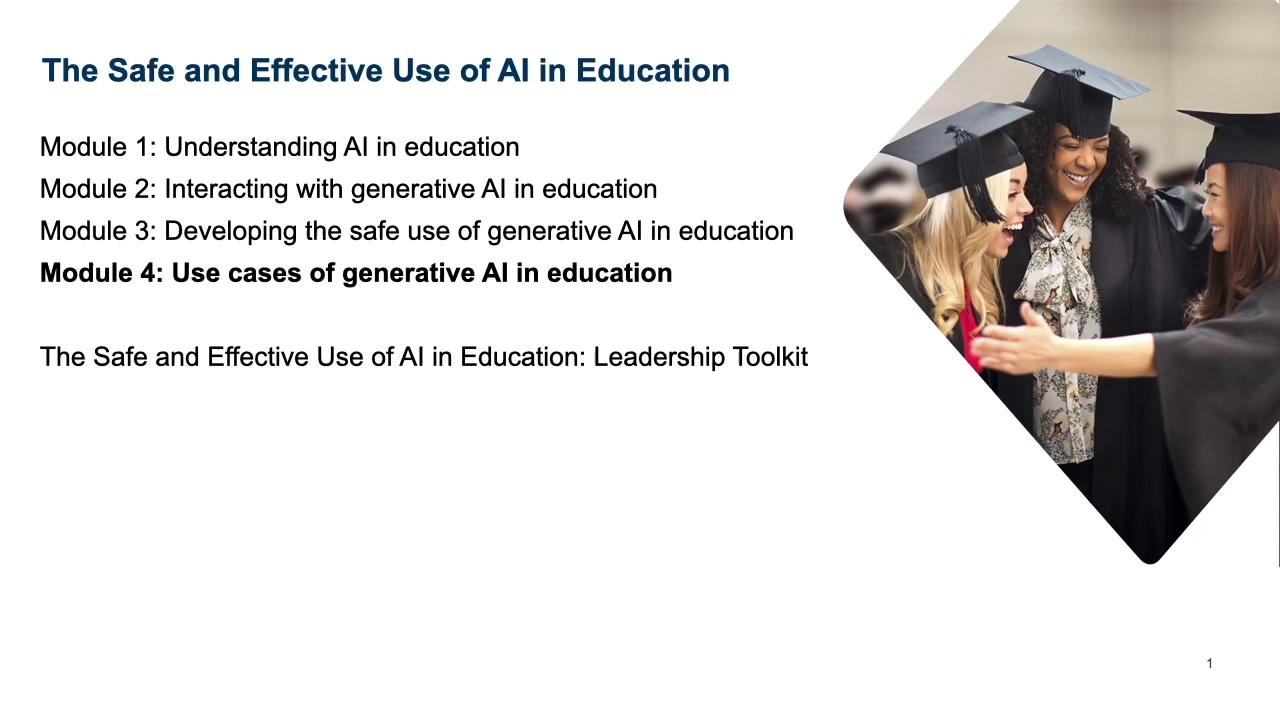 The Safe and Effective Use of AI in Education
Module 1: Understanding AI in education
Module 2: Interacting with generative AI in education
Module 3: Developing the safe use of generative AI in education
Module 4: Use cases of generative AI in education
The Safe and Effective Use of AI in Education: Leadership Toolkit
1